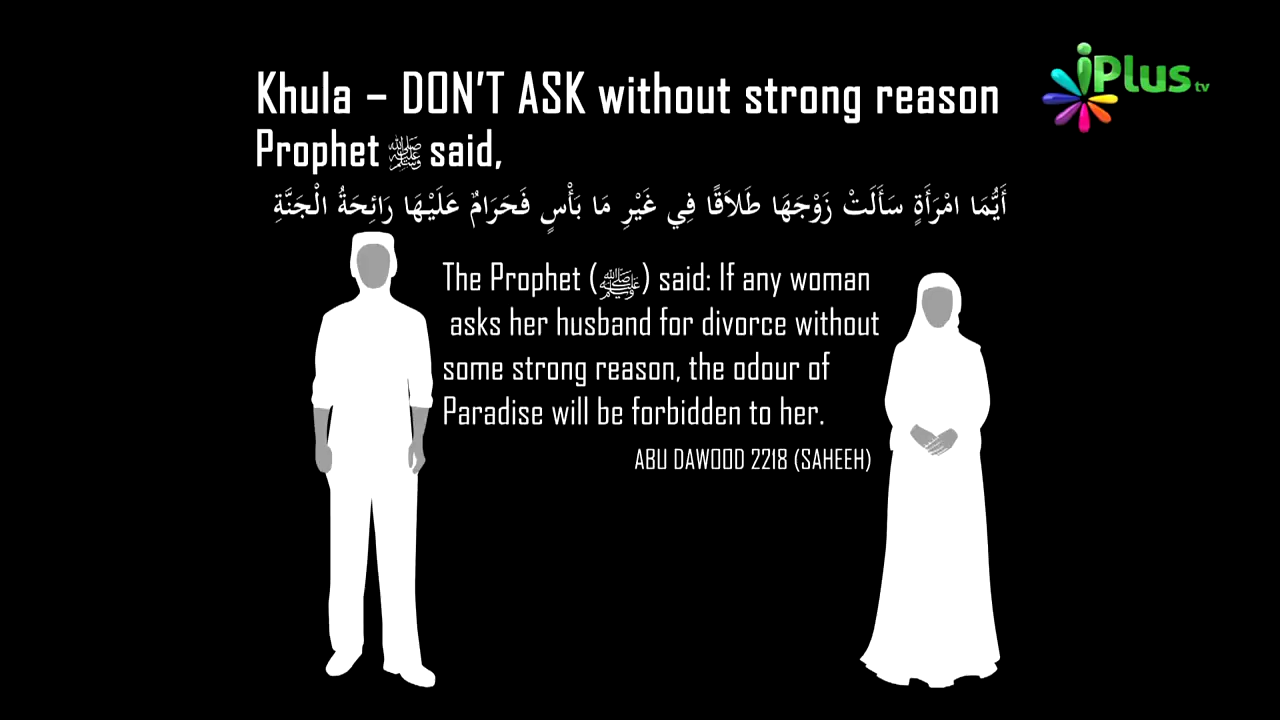 Khula – DON'T ASK without strong reason
iPlus tv
Prophet ﷺ said,
أَيُّمَا امْرَأَةٍ سَأَلَتْ زَوْجَهَا طَلاَقًا فِي غَيْرِ مَا بَأْسٍ فَحَرَامٌ عَلَيْهَا رَائِحَةُ الْجَنَّةِ
The Prophet (ﷺ) said: If any woman
asks her husband for divorce without
some strong reason, the odour of
Paradise will be forbidden to her.
ABU DAWOOD 2218 (SAHEEH)